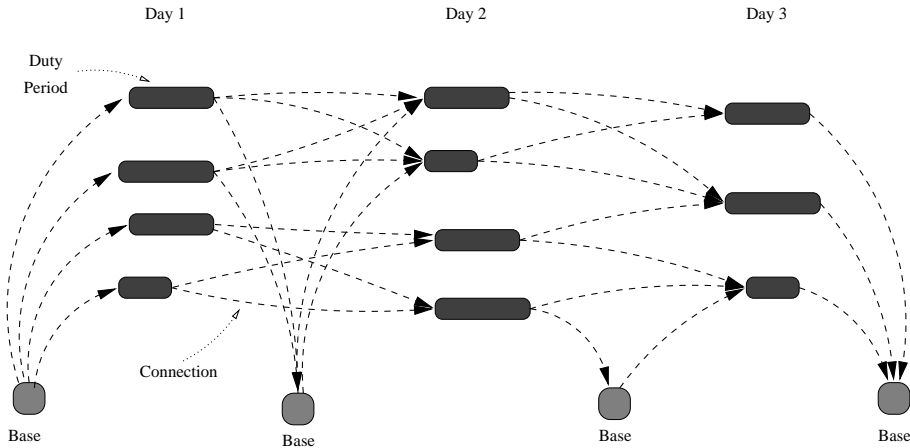 Day 1
Day 2
Day 3
Duty
Period
Connection
Base
Base
Base
Base